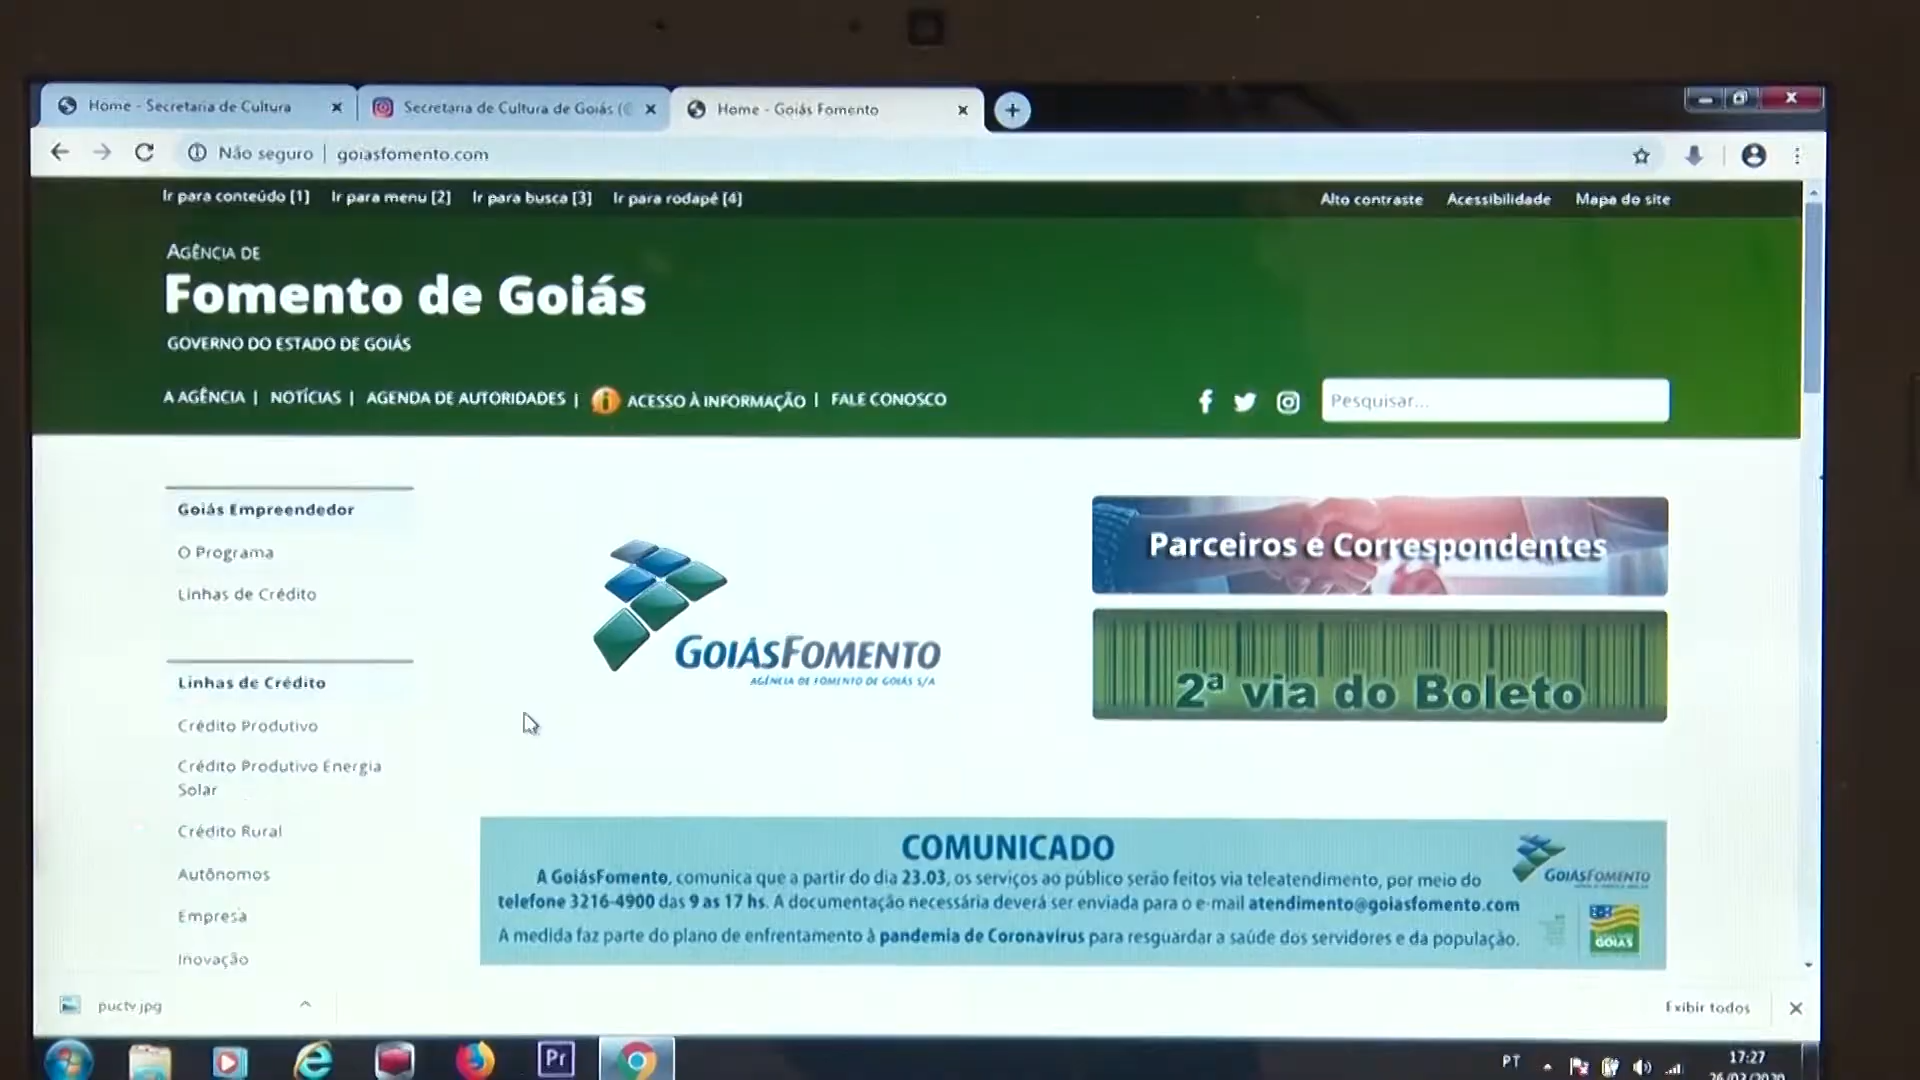 Home - Secretaria de Cultura
Secretaria de Cultura de Goiás (@
Home - Goiás Fomento
Não seguro | goiasfomento.com
Ir para conteúdo [1] Ir para menu [2] Ir para busca [3] Ir para rodapé [4]
Alto contraste Acessibilidade Mapa do site
AGÊNCIA DE
Fomento de Goiás
GOVERNO DO ESTADO DE GOIÁS
A AGÊNCIA | NOTÍCIAS | AGENDA DE AUTORIDADES | ACESSO À INFORMAÇÃO | FALE CONOSCO
Pesquisar...
Goiás Empreendedor
O Programa
Linhas de Crédito
Linhas de Crédito
Crédito Produtivo
Crédito Produtivo Energia
Solar
Crédito Rural
Autônomos
Empresa
Inovação
GOIÁSFOMENTO
AGÊNCIA DE FOMENTO DE GOIÁS S/A
Parceiros e Correspondentes
2ª via do Boleto
COMUNICADO
A GoiásFomento, comunica que a partir do dia 23.03, os serviços ao público serão feitos via teleatendimento, por meio do
telefone 3216-4900 das 9 as 17 hs. A documentação necessária deverá ser enviada para o e-mail atendimento@goiasfomento.com
A medida faz parte do plano de enfrentamento à pandemia de Coronavírus para resguardar a saúde dos servidores e da população.
GOIÁSFOMENTO
GOIÁS
puctv.jpg
Exibir todos
Pr
PT
17:27
26/03/2020